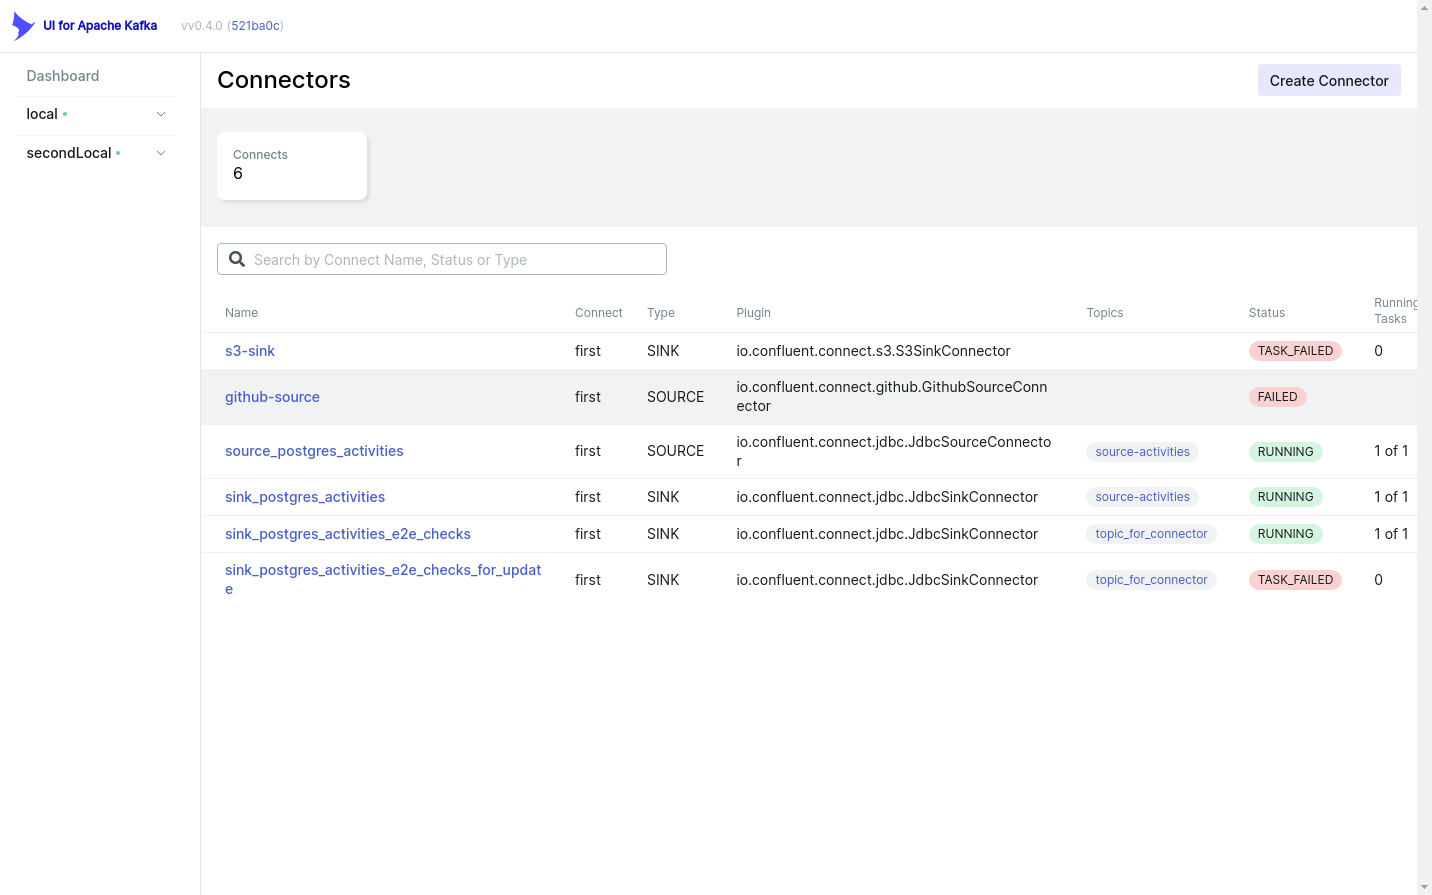 UI for Apache Kafka
vv0.4.0 (521ba0c)
Dashboard
local
secondLocal
Connectors
Create Connector
Connects
6
Search by Connect Name, Status or Type
Name Connect Type Plugin Topics Status Running
Tasks
s3-sink first SINK io.confluent.connect.s3.S3SinkConnector TASK_FAILED 0
github-source first SOURCE io.confluent.connect.github.GithubSourceConn
ector FAILED
source_postgres_activities first SOURCE io.confluent.connect.jdbc.JdbcSourceConnecto
r source-activities RUNNING 1 of 1
sink_postgres_activities first SINK io.confluent.connect.jdbc.JdbcSinkConnector source-activities RUNNING 1 of 1
sink_postgres_activities_e2e_checks first SINK io.confluent.connect.jdbc.JdbcSinkConnector topic_for_connector RUNNING 1 of 1
sink_postgres_activities_e2e_checks_for_updat
e first SINK io.confluent.connect.jdbc.JdbcSinkConnector topic_for_connector TASK_FAILED 0